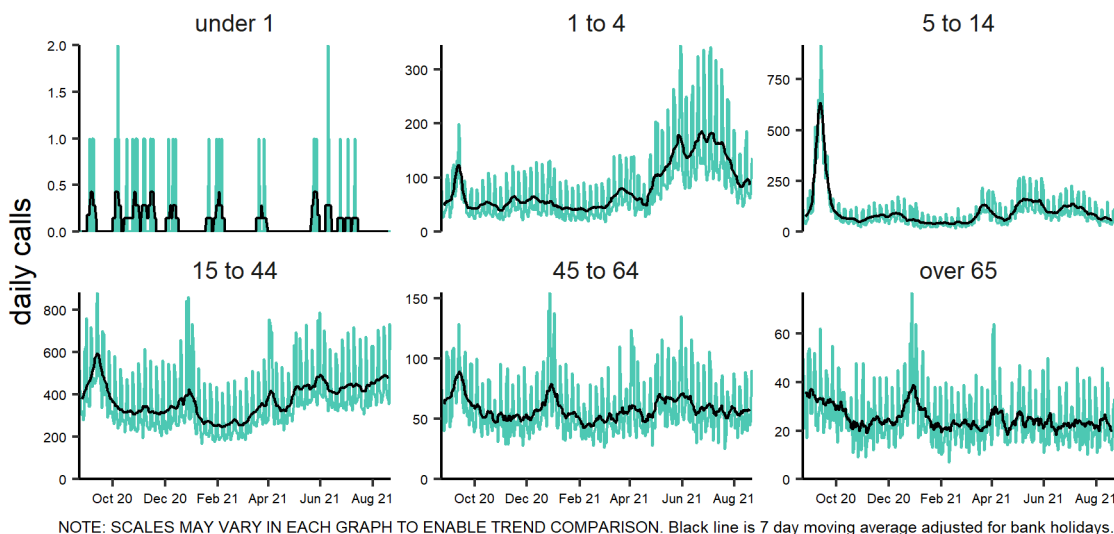 under 1
1 to 4
5 to 14
2.0
1.5
1.0
0.5
0.0
300
200
100
0
750
500
250
0
daily calls
15 to 44
45 to 64
over 65
800
600
400
200
0
150
100
50
0
60
40
20
0
Oct 20 Dec 20 Feb 21 Apr 21 Jun 21 Aug 21
Oct 20 Dec 20 Feb 21 Apr 21 Jun 21 Aug 21
Oct 20 Dec 20 Feb 21 Apr 21 Jun 21 Aug 21
NOTE: SCALES MAY VARY IN EACH GRAPH TO ENABLE TREND COMPARISON. Black line is 7 day moving average adjusted for bank holidays.